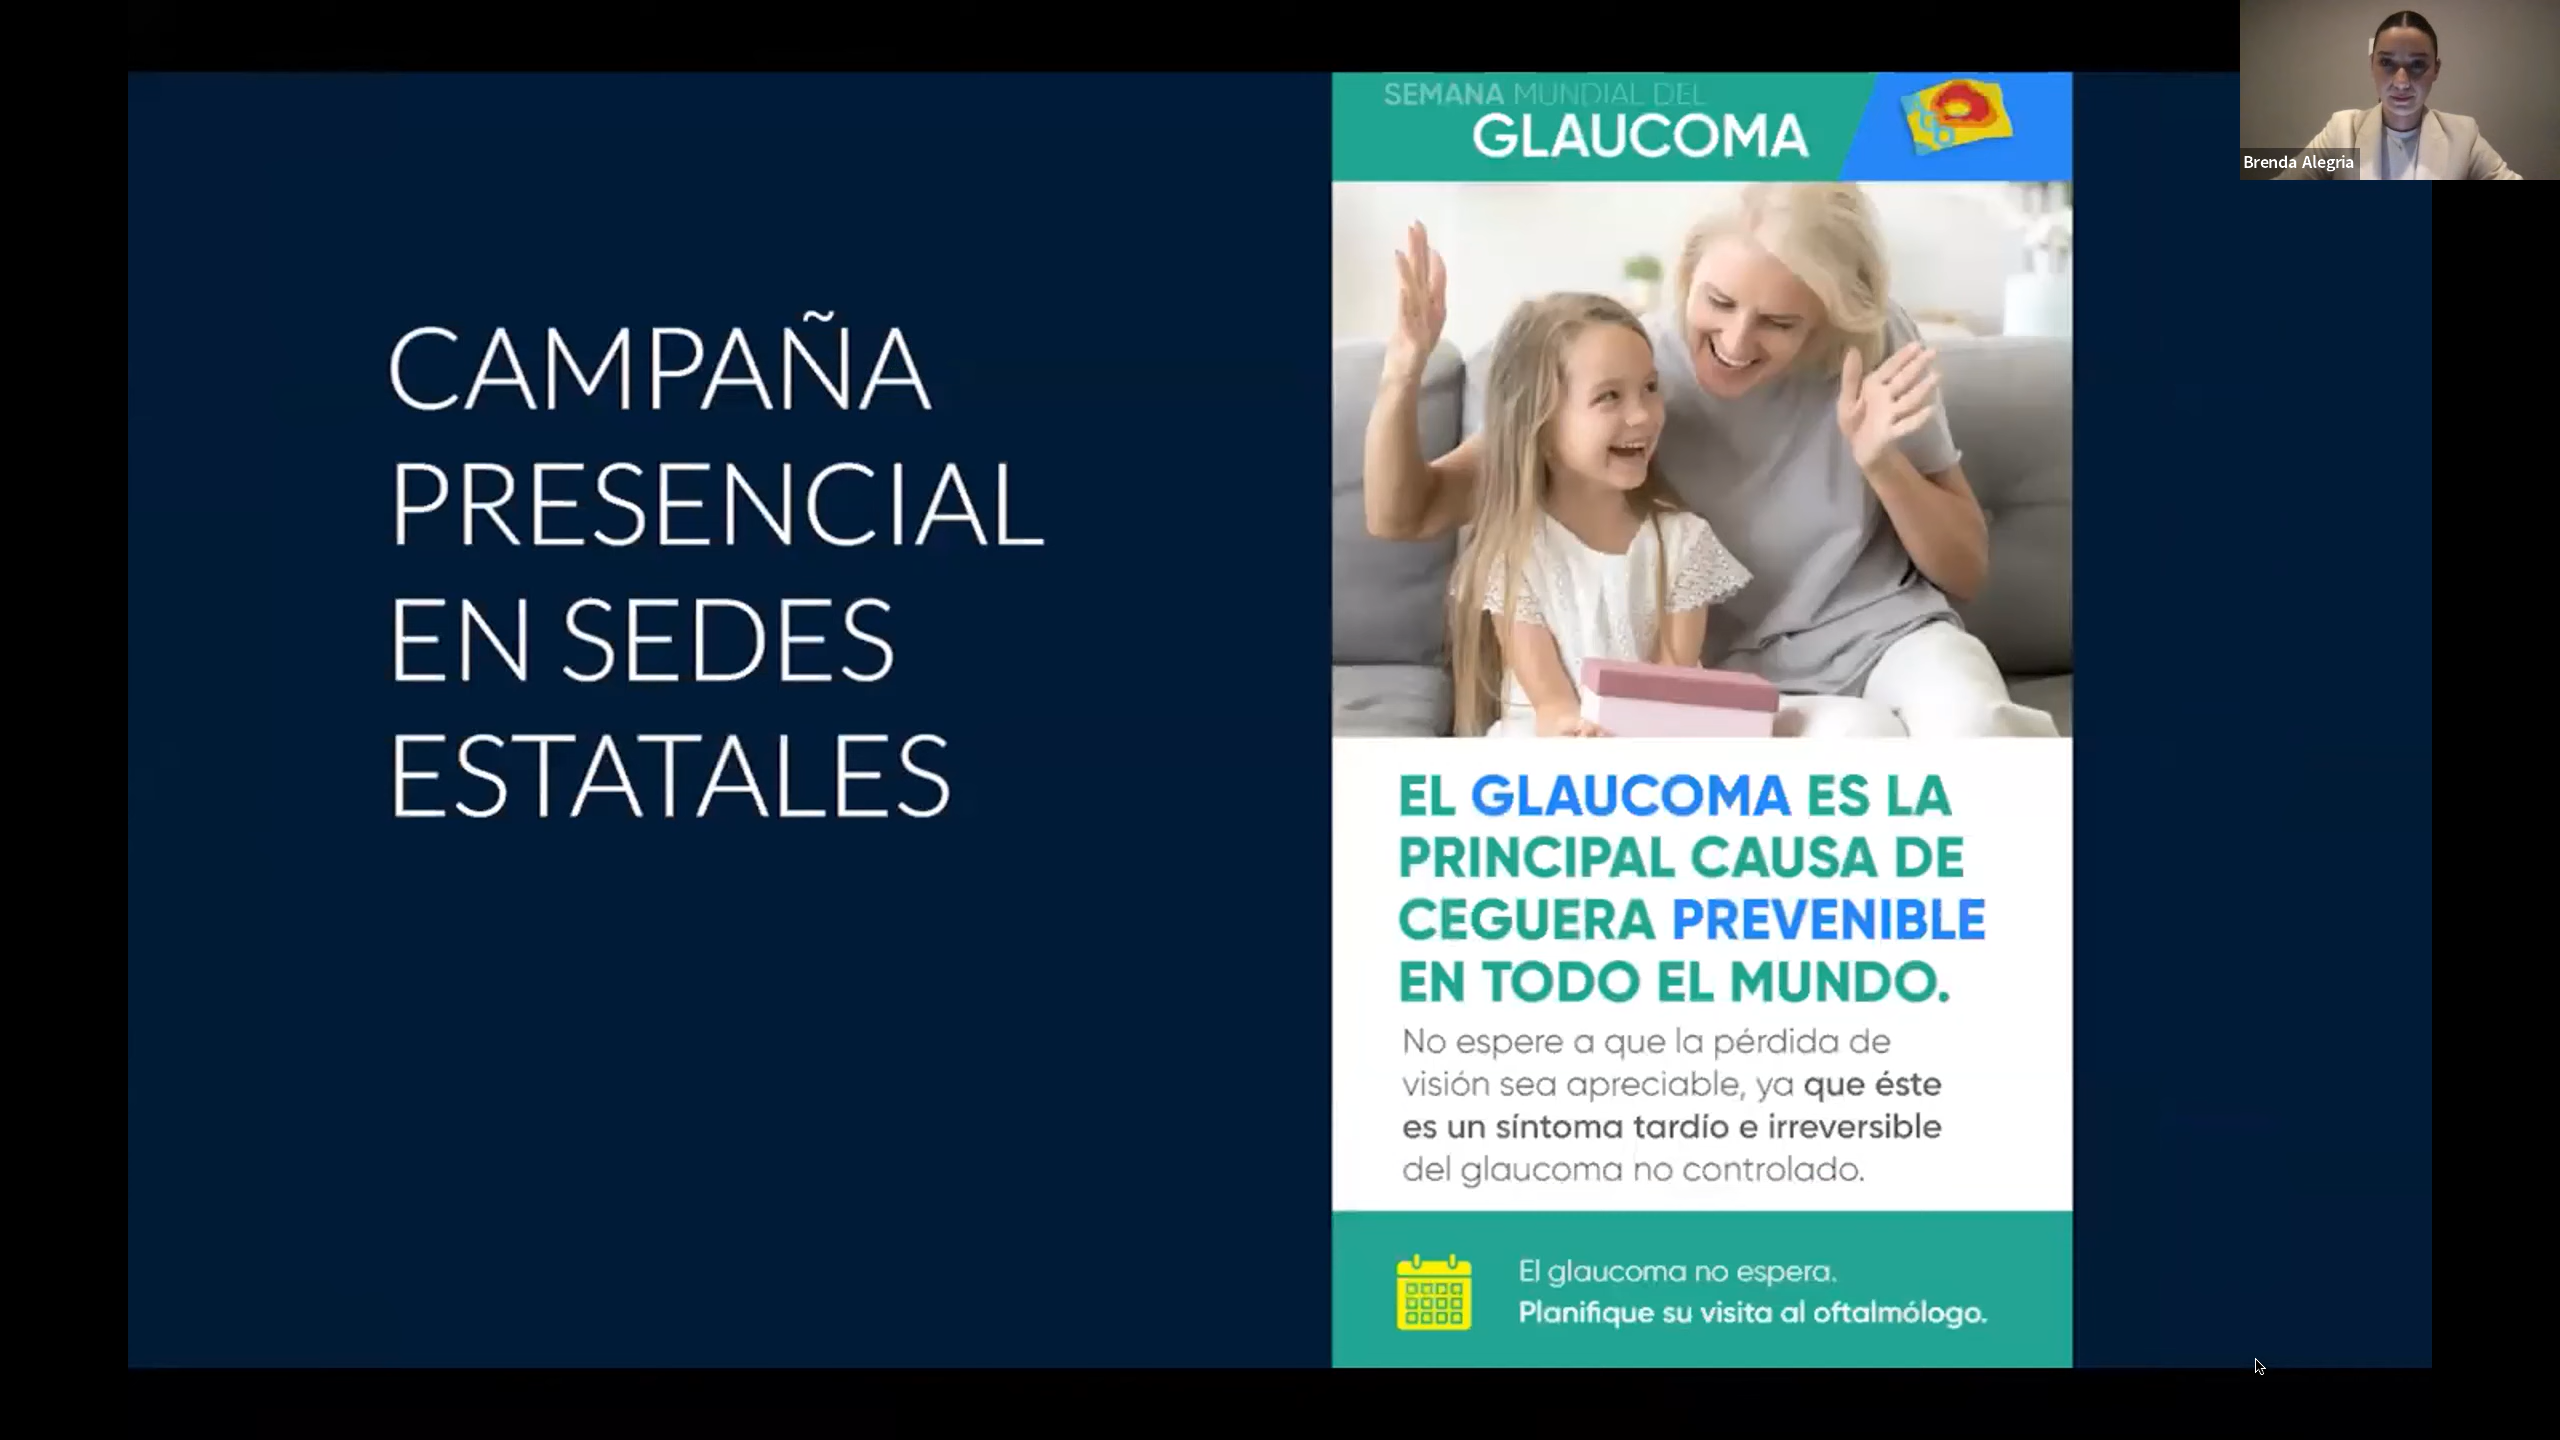 CAMPAÑA
PRESENCIAL
EN SEDES
ESTATALES
SEMANA MUNDIAL DEL
GLAUCOMA
EL GLAUCOMA ES LA
PRINCIPAL CAUSA DE
CEGUERA PREVENIBLE
EN TODO EL MUNDO.
No espere a que la pérdida de
visión sea apreciable, ya que éste
es un síntoma tardío e irreversible
del glaucoma no controlado.
El glaucoma no espera.
Planifique su visita al oftalmólogo.
Brenda Alegria